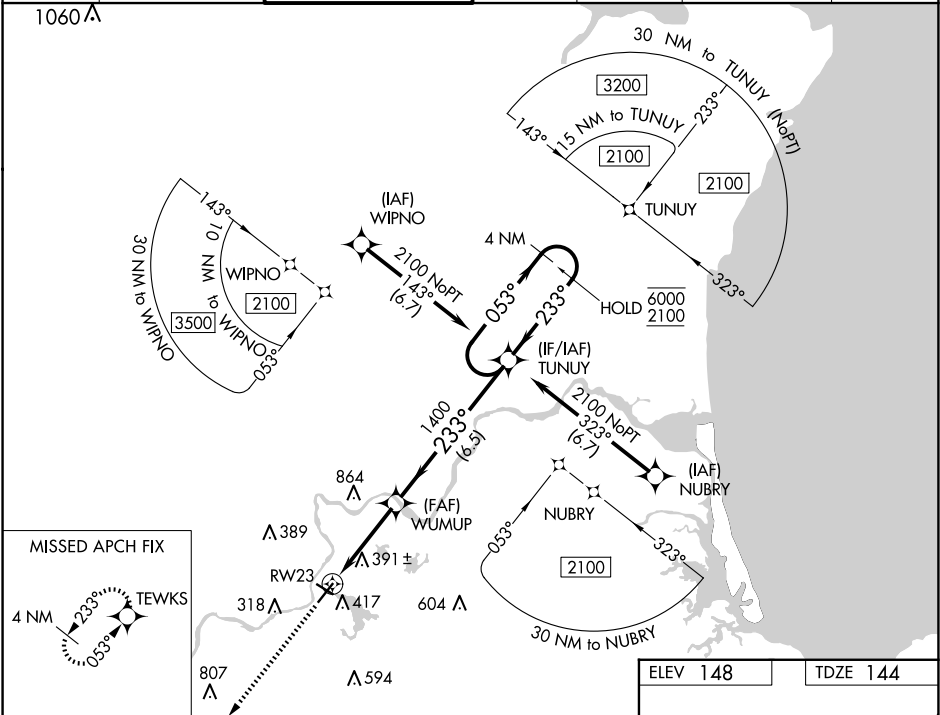 1060
30 NM to TUNUY (NoPT)
3200
143°
15 NM to TUNUY
233°
2100
2100
TUNUY
323°
(IAF)
WIPNO
4 NM
143°
10 NM to WIPNO
WIPNO
2100
3500
30 NM to WIPNO
053°
2100 NoPT
143°
(6.7)
053°
233°
HOLD 6000
2100
(IF/IAF)
TUNUY
2100 NoPT
323°
(6.7)
1400
233°
(6.5)
(IAF)
NUBRY
864
(FAF)
WUMUP
NUBRY
053°
323°
2100
30 NM to NUBRY
389
391±
RW23
318
417
604
594
807
MISSED APCH FIX
TEWKS
4 NM
233°
053°
ELEV 148
TDZE 144